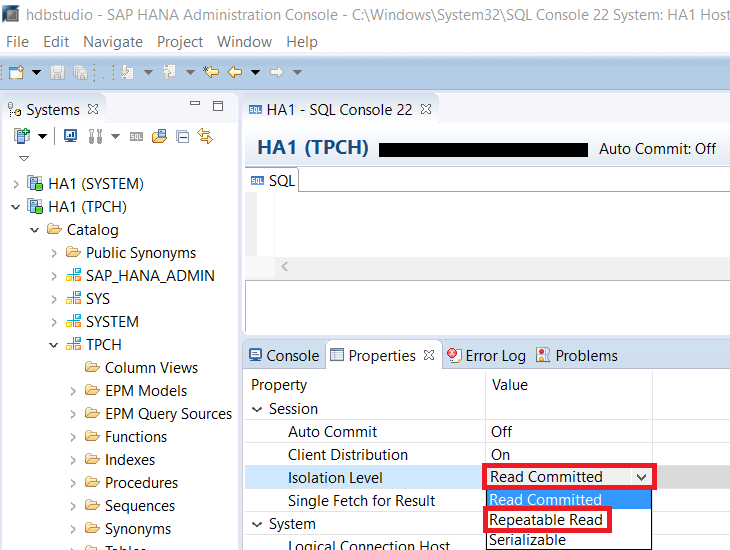 hdbstudio - SAP HANA Administration Console - C:\Windows\System32\SQL Console 22 System: HA1 Host
File Edit Navigate Project Window Help
Systems
HA1 (SYSTEM)
HA1 (TPCH)
Catalog
Public Synonyms
SAP_HANA_ADMIN
SYS
SYSTEM
TPCH
Column Views
EPM Models
EPM Query Sources
Functions
Indexes
Procedures
Sequences
Synonyms
Tables
SQL HA1 - SQL Console 22
HA1 (TPCH) Auto Commit: Off
SQL SQL
Console Properties Error Log Problems
Property Value
Session
Auto Commit Off
Client Distribution On
Isolation Level Read Committed
Read Committed
Single Fetch for Result
Repeatable Read
System
Serializable
Logical Connection Host